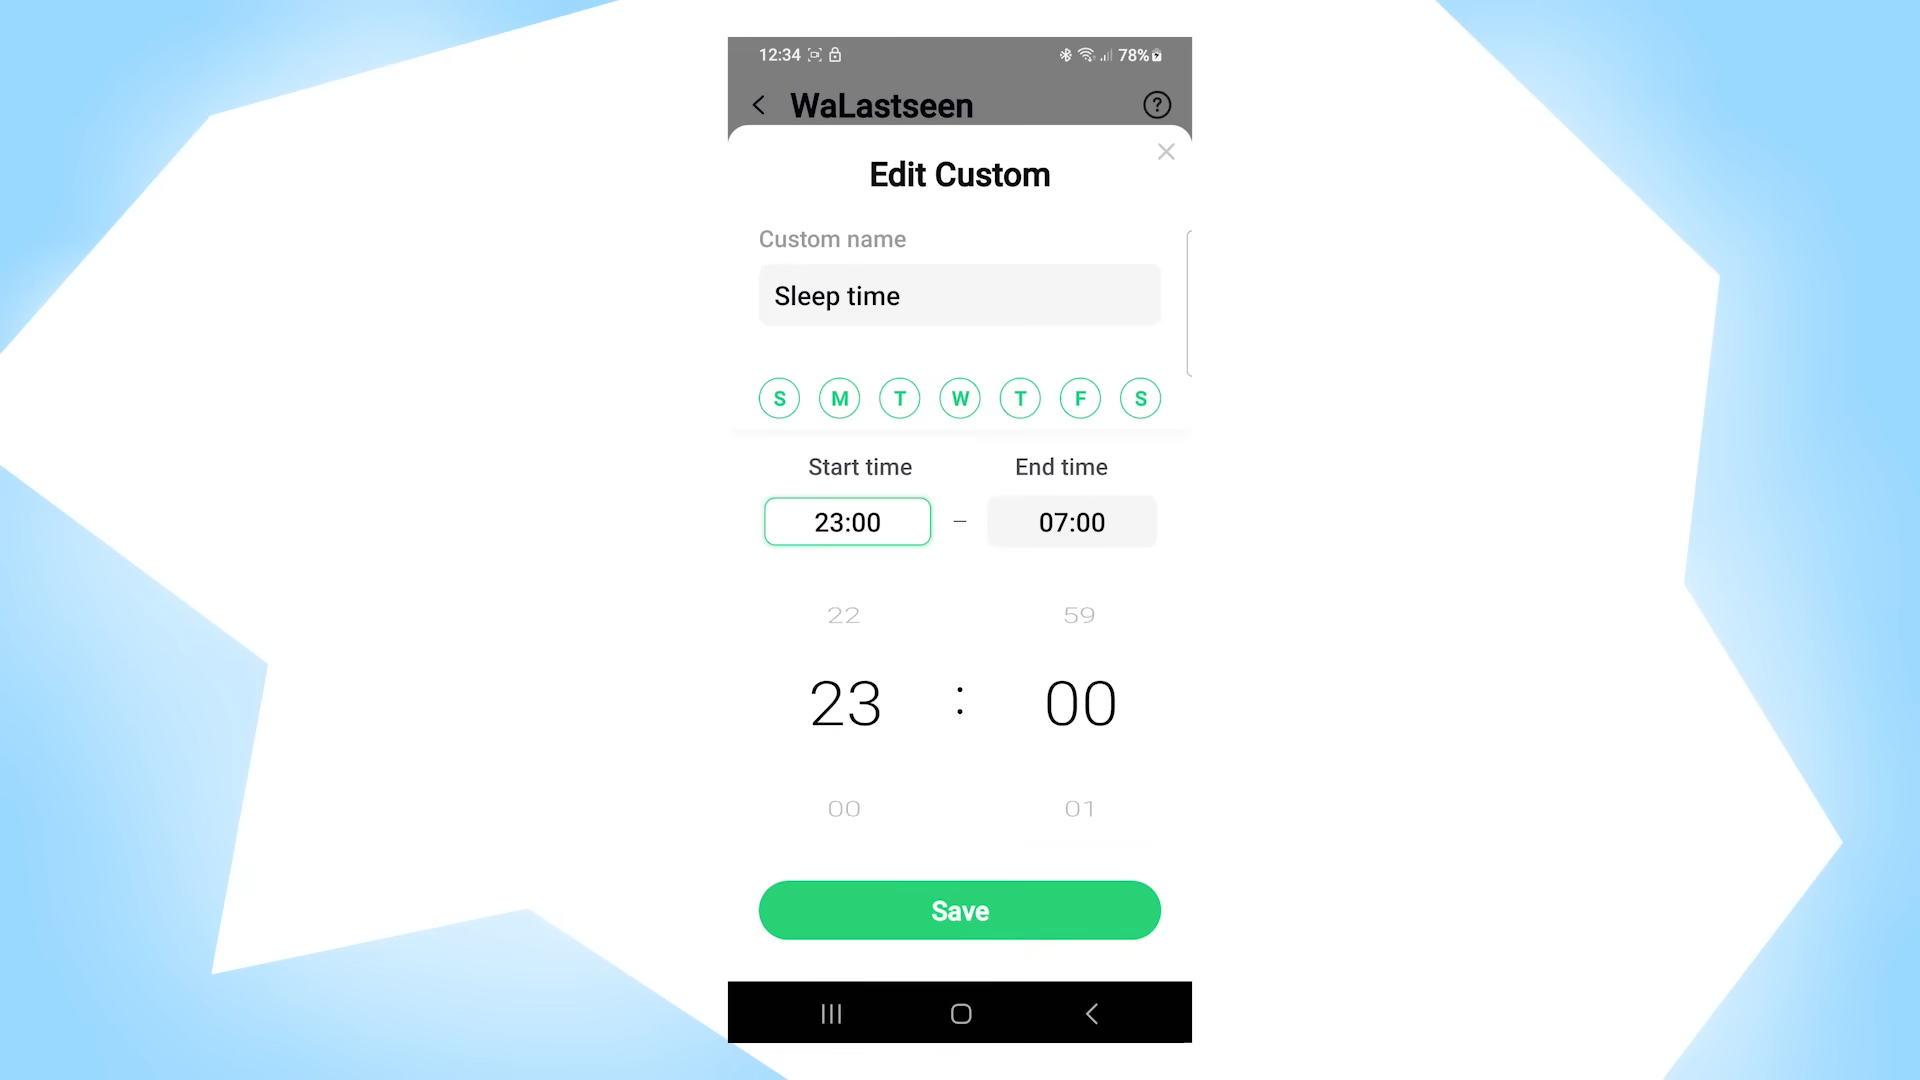 12:34 78%
WaLastseen ?
Edit Custom
Custom name
Sleep time
S M T W T F S
Start time End time
23:00 – 07:00
22 59
23 : 00
00 01
Save